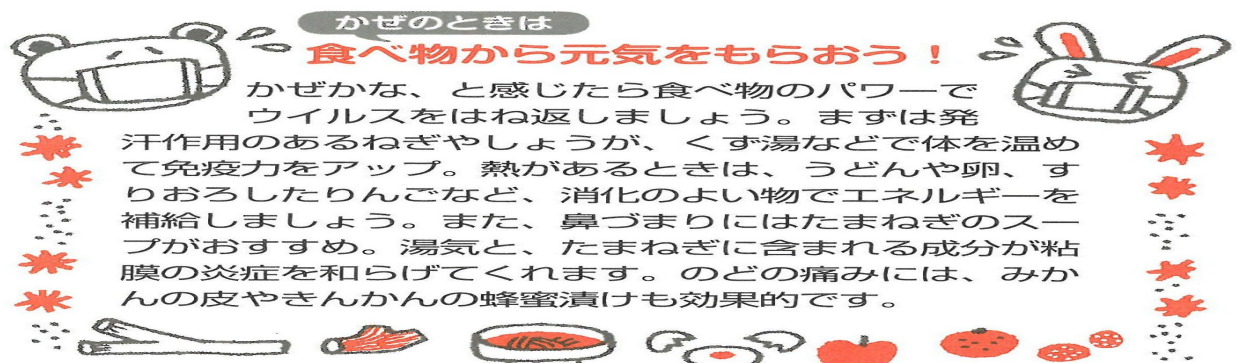 かぜのときは
食べ物から元気をもらおう！
かぜかな、と感じたら食べ物のパワーで
ウイルスをはね返しましょう。まずは発
汗作用のあるねぎやしょうが、くず湯などで体を温め
て免疫力をアップ。熱があるときは、うどんや卵、す
りおろしたりんごなど、消化のよい物でエネルギーを
補給しましょう。また、鼻づまりにはたまねぎのスー
プがおすすめ。湯気と、たまねぎに含まれる成分が粘
膜の炎症を和らげてくれます。のどの痛みには、みか
んの皮やきんかんの蜂蜜漬けも効果的です。